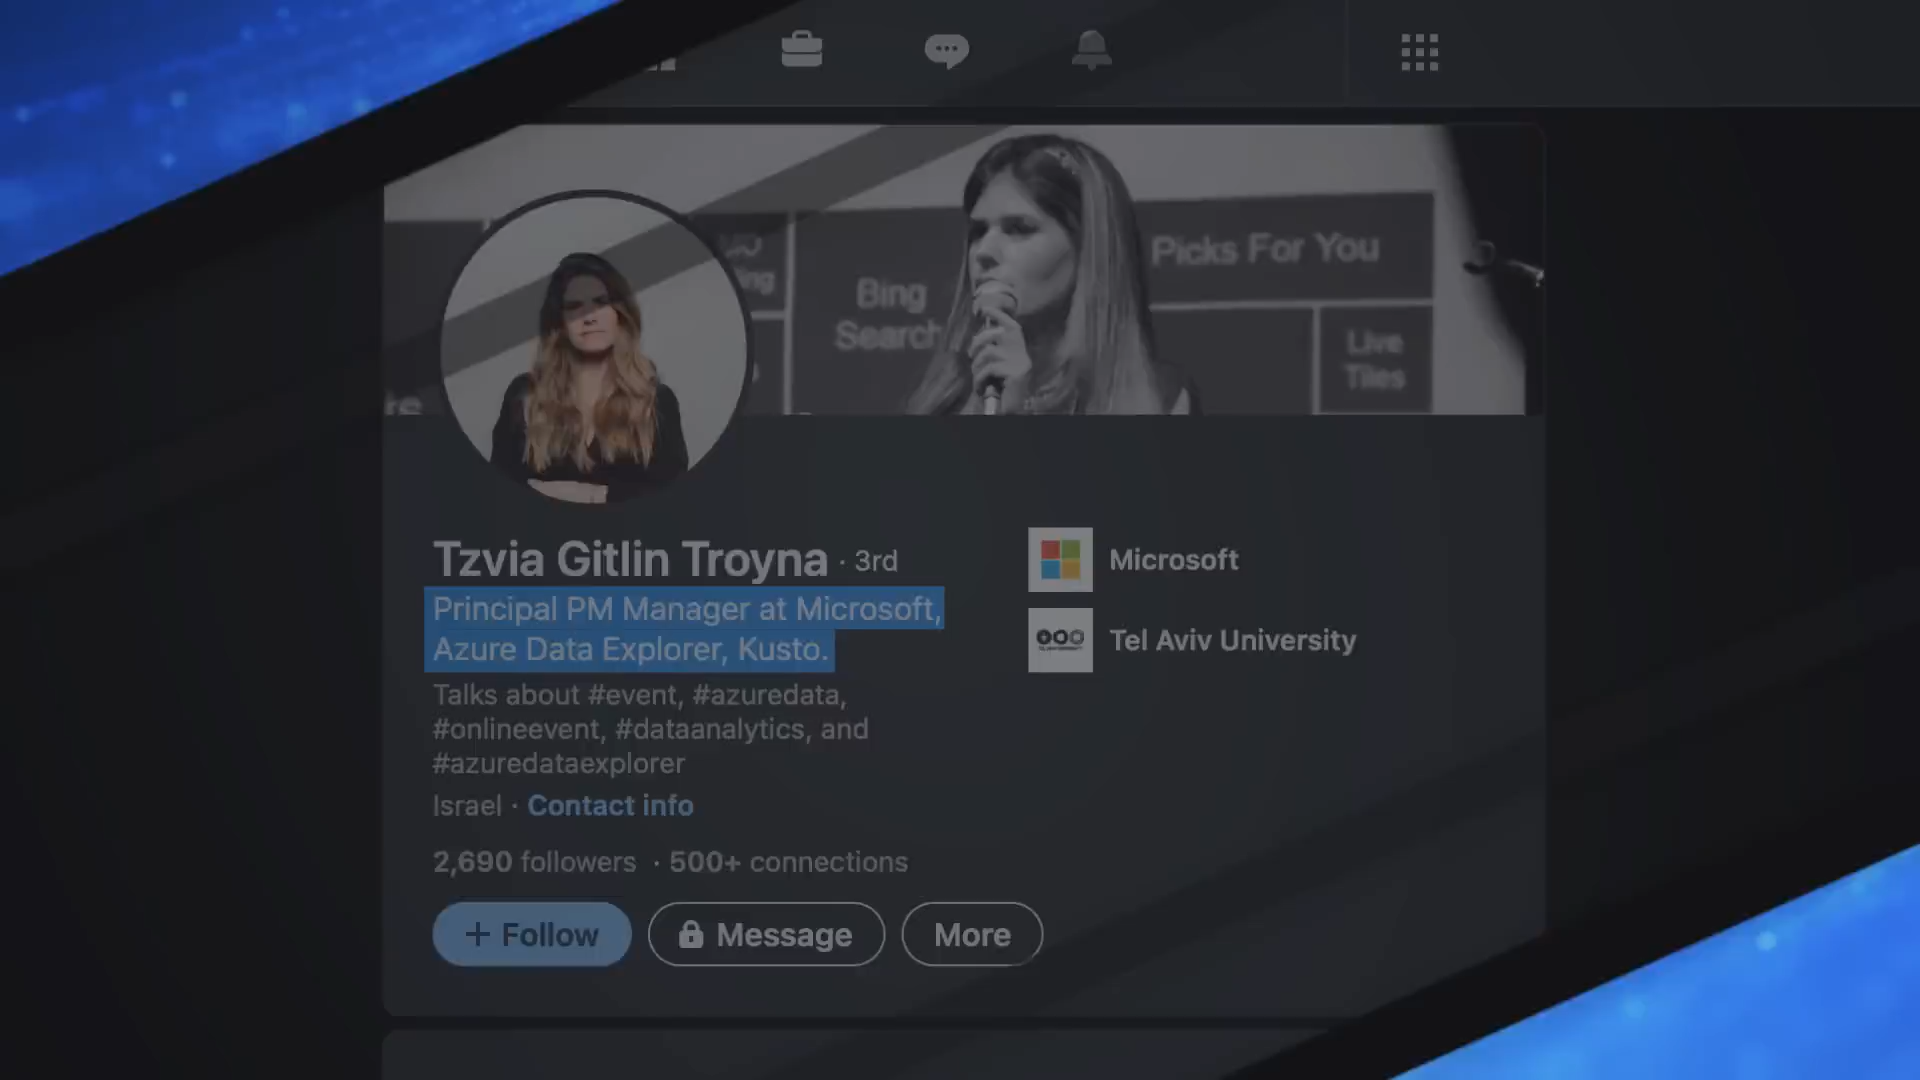 Picks For You
Bing
Search
Live
Tiles
Tzvia Gitlin Troyna · 3rd
Principal PM Manager at Microsoft,
Azure Data Explorer, Kusto.
Talks about #event, #azuredata,
#onlineevent, #dataanalytics, and
#azuredataexplorer
Israel · Contact info
2,690 followers · 500+ connections
+ Follow
Message
More
Microsoft
Tel Aviv University